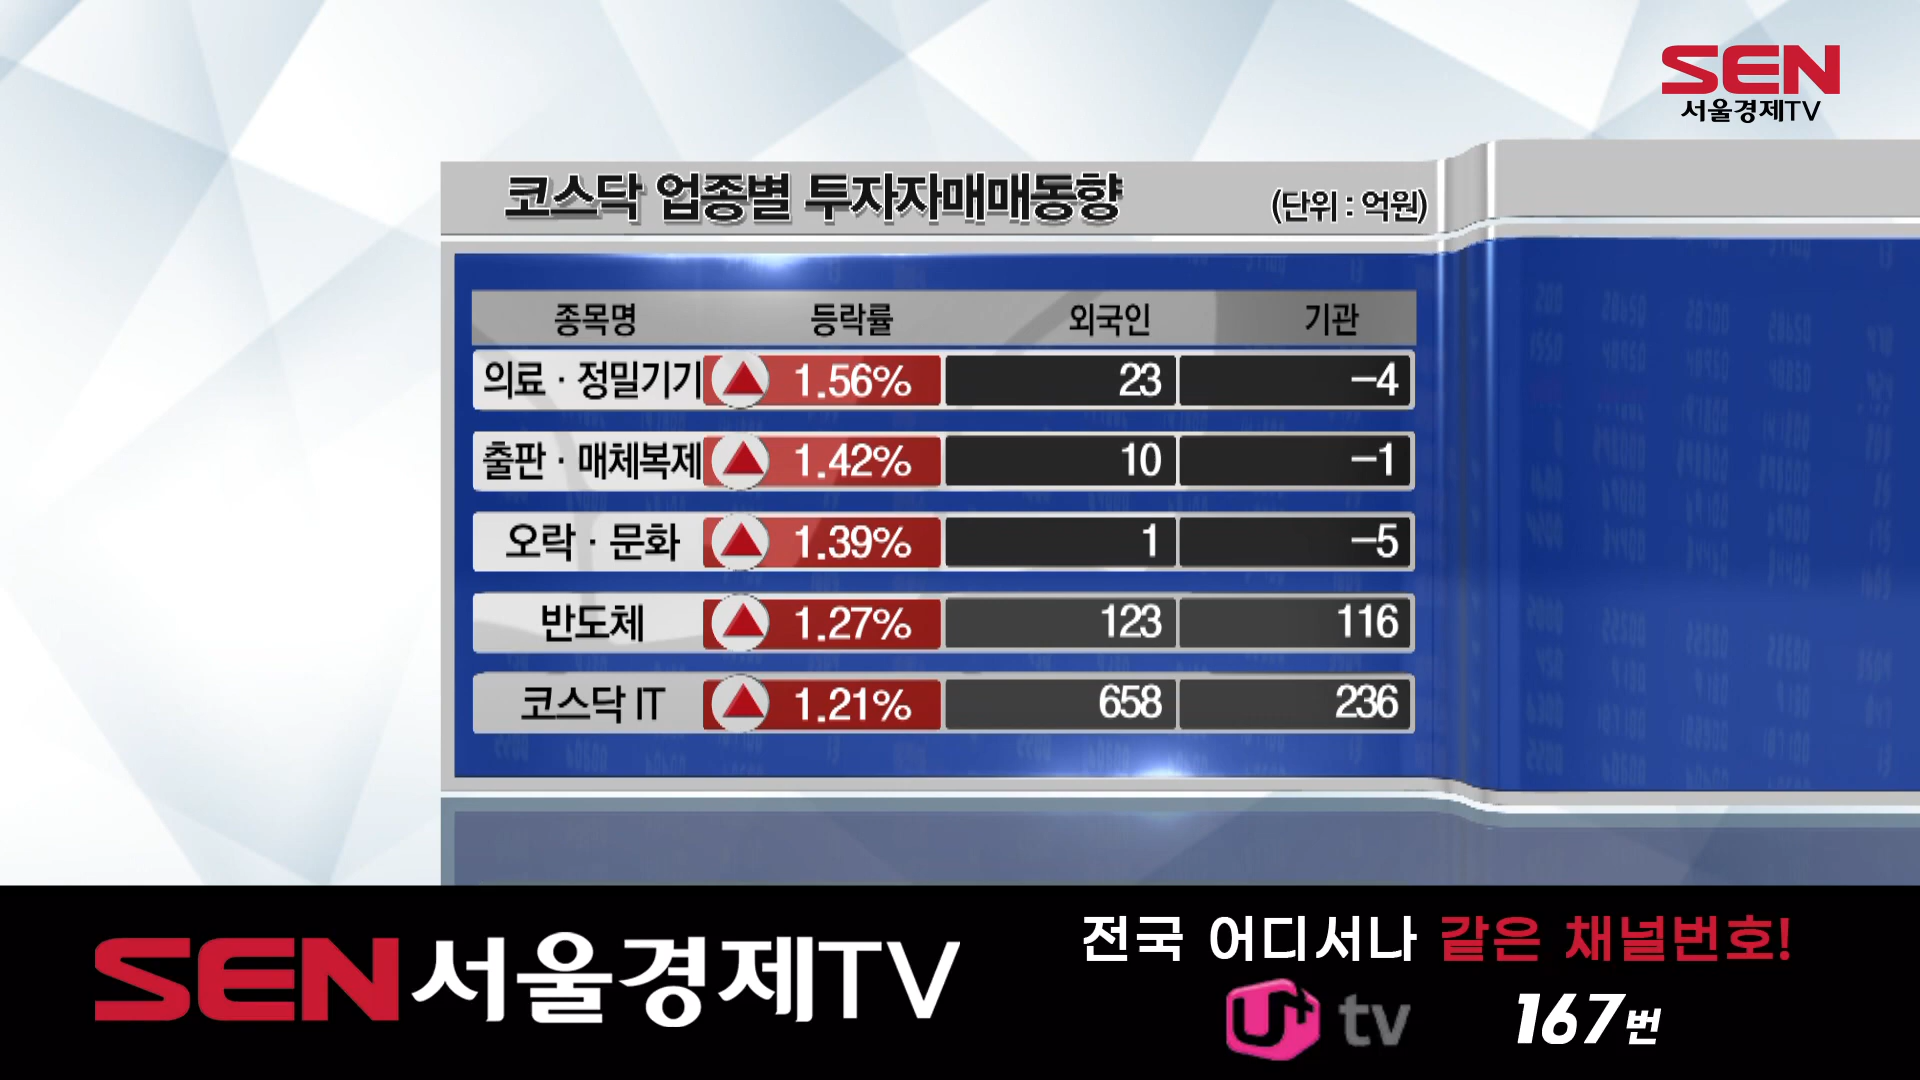 SEN
서울경제TV
코스닥 업종별 투자자매매동향 (단위 : 억원)
종목명 등락률 외국인 기관
의료 · 정밀기기 ▲ 1.56% 23 -4
출판 · 매체복제 ▲ 1.42% 10 -1
오락 · 문화 ▲ 1.39% 1 -5
반도체 ▲ 1.27% 123 116
코스닥 IT ▲ 1.21% 658 236
SEN 서울경제TV
전국 어디서나 같은 채널번호!
U+ tv 167번